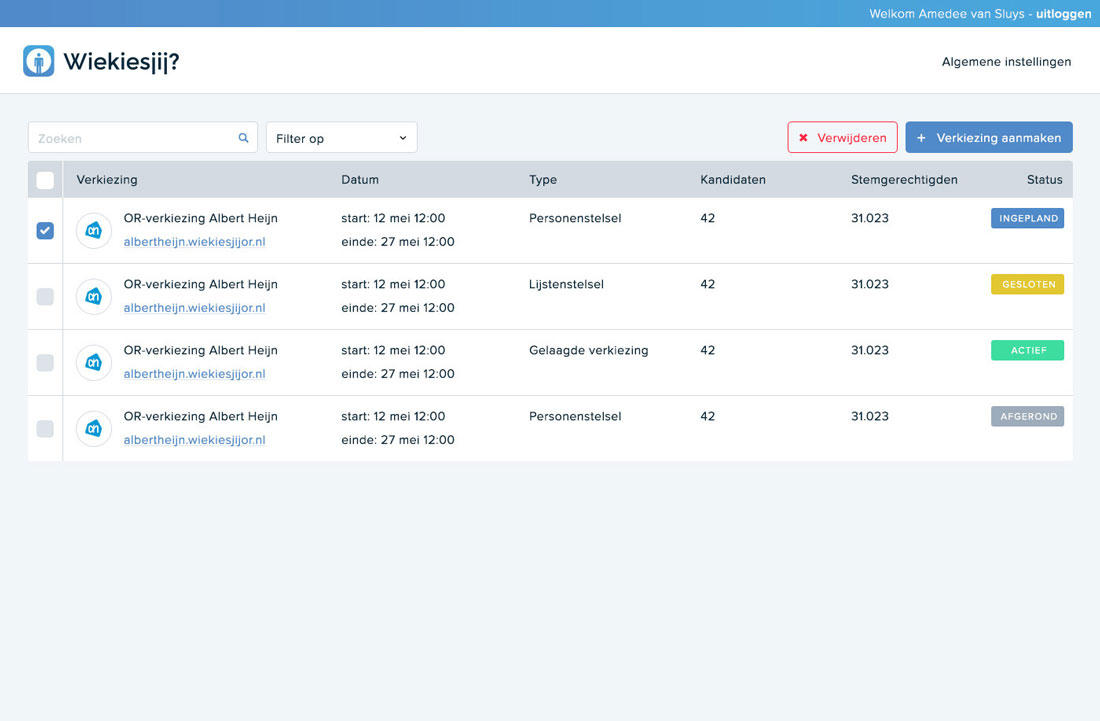 Welkom Amedee van Sluys - uitloggen
Wiekiesjij?
Algemene instellingen
Zoeken
Filter op
Verwijderen
+ Verkiezing aanmaken
Verkiezing Datum Type Kandidaten Stemgerechtigden Status
OR-verkiezing Albert Heijn start: 12 mei 12:00 Personenstelsel 42 31.023 INGEPLAND
albertheijn.wiekiesjijor.nl einde: 27 mei 12:00
OR-verkiezing Albert Heijn start: 12 mei 12:00 Lijstenstelsel 42 31.023 GESLOTEN
albertheijn.wiekiesjijor.nl einde: 27 mei 12:00
OR-verkiezing Albert Heijn start: 12 mei 12:00 Gelaagde verkiezing 42 31.023 ACTIEF
albertheijn.wiekiesjijor.nl einde: 27 mei 12:00
OR-verkiezing Albert Heijn start: 12 mei 12:00 Personenstelsel 42 31.023 AFGEROND
albertheijn.wiekiesjijor.nl einde: 27 mei 12:00